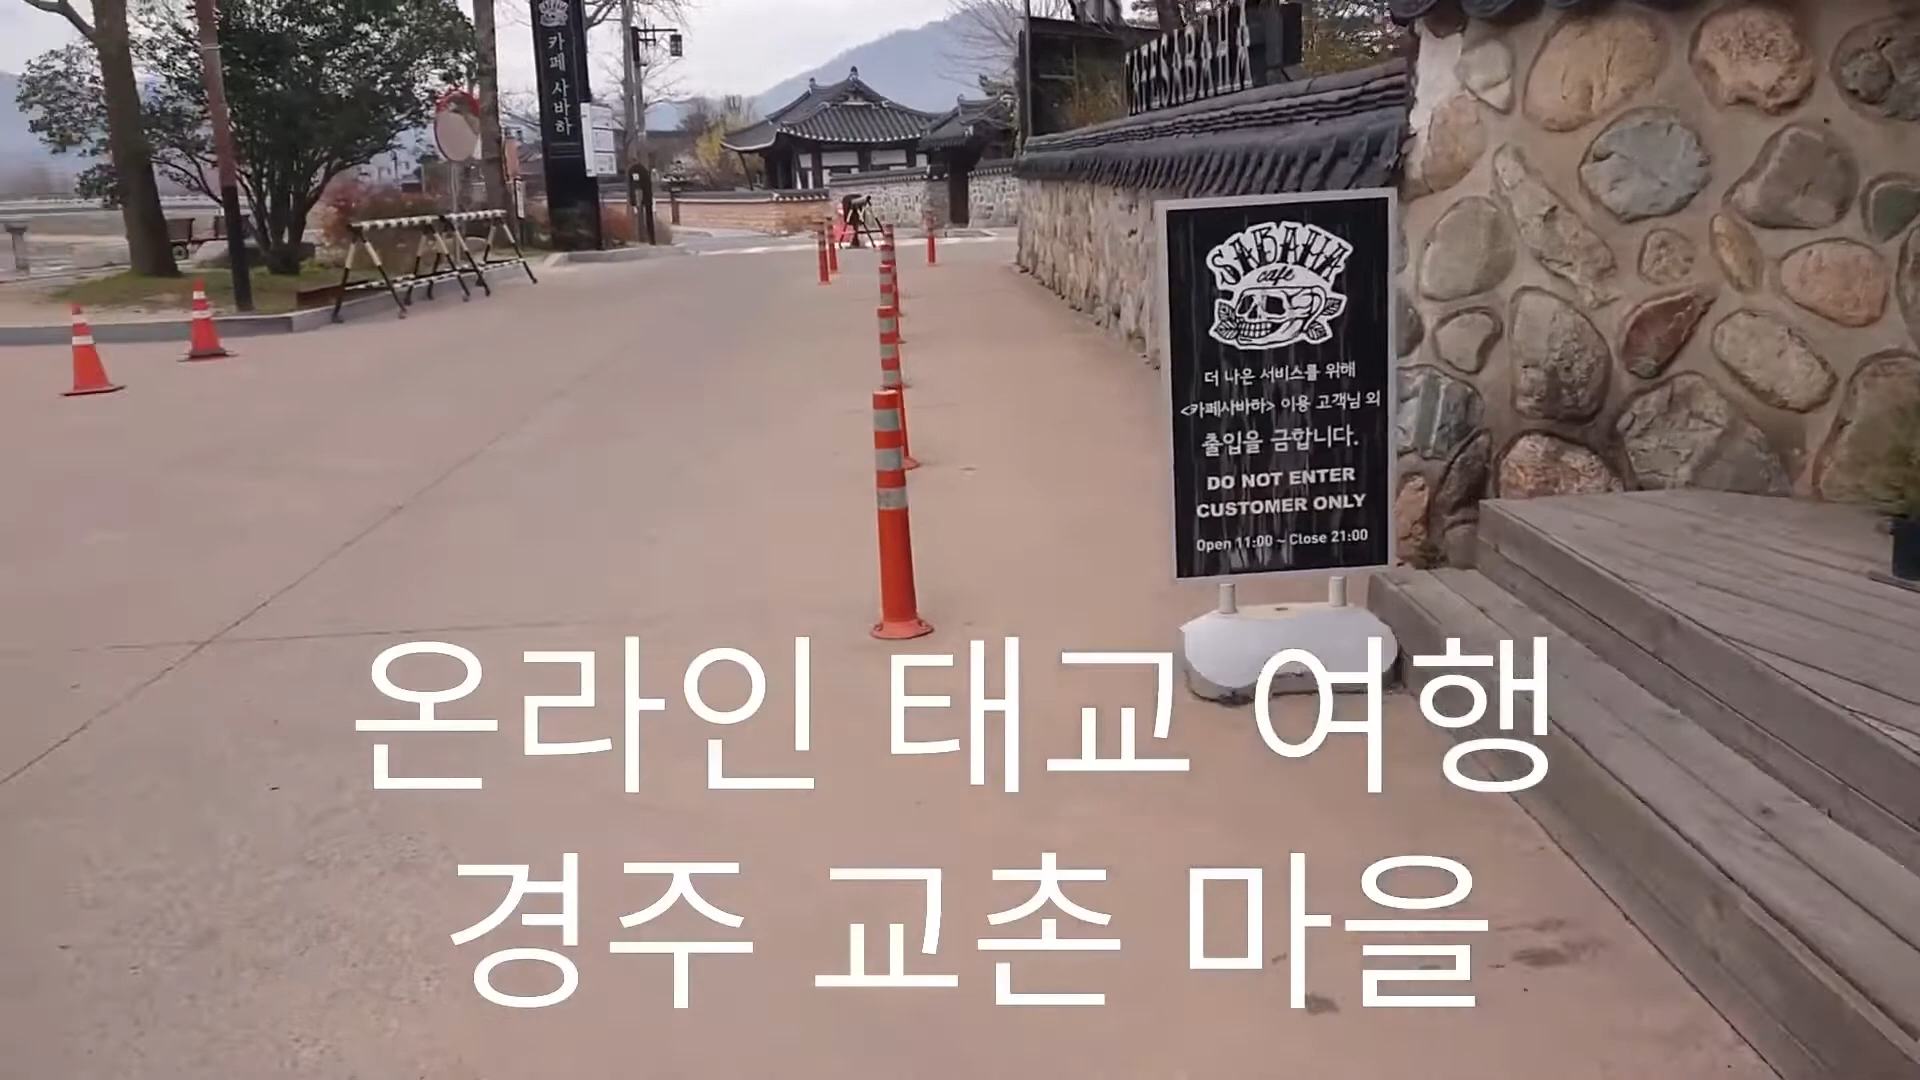 카페 사바하
CAFESABAHA
SABAHA
cafe
더 나은 서비스를 위해
<카페사바하> 이용 고객님 외
출입을 금합니다.
DO NOT ENTER
CUSTOMER ONLY
Open 11:00 ~ Close 21:00
온라인 태교 여행
경주 교촌 마을